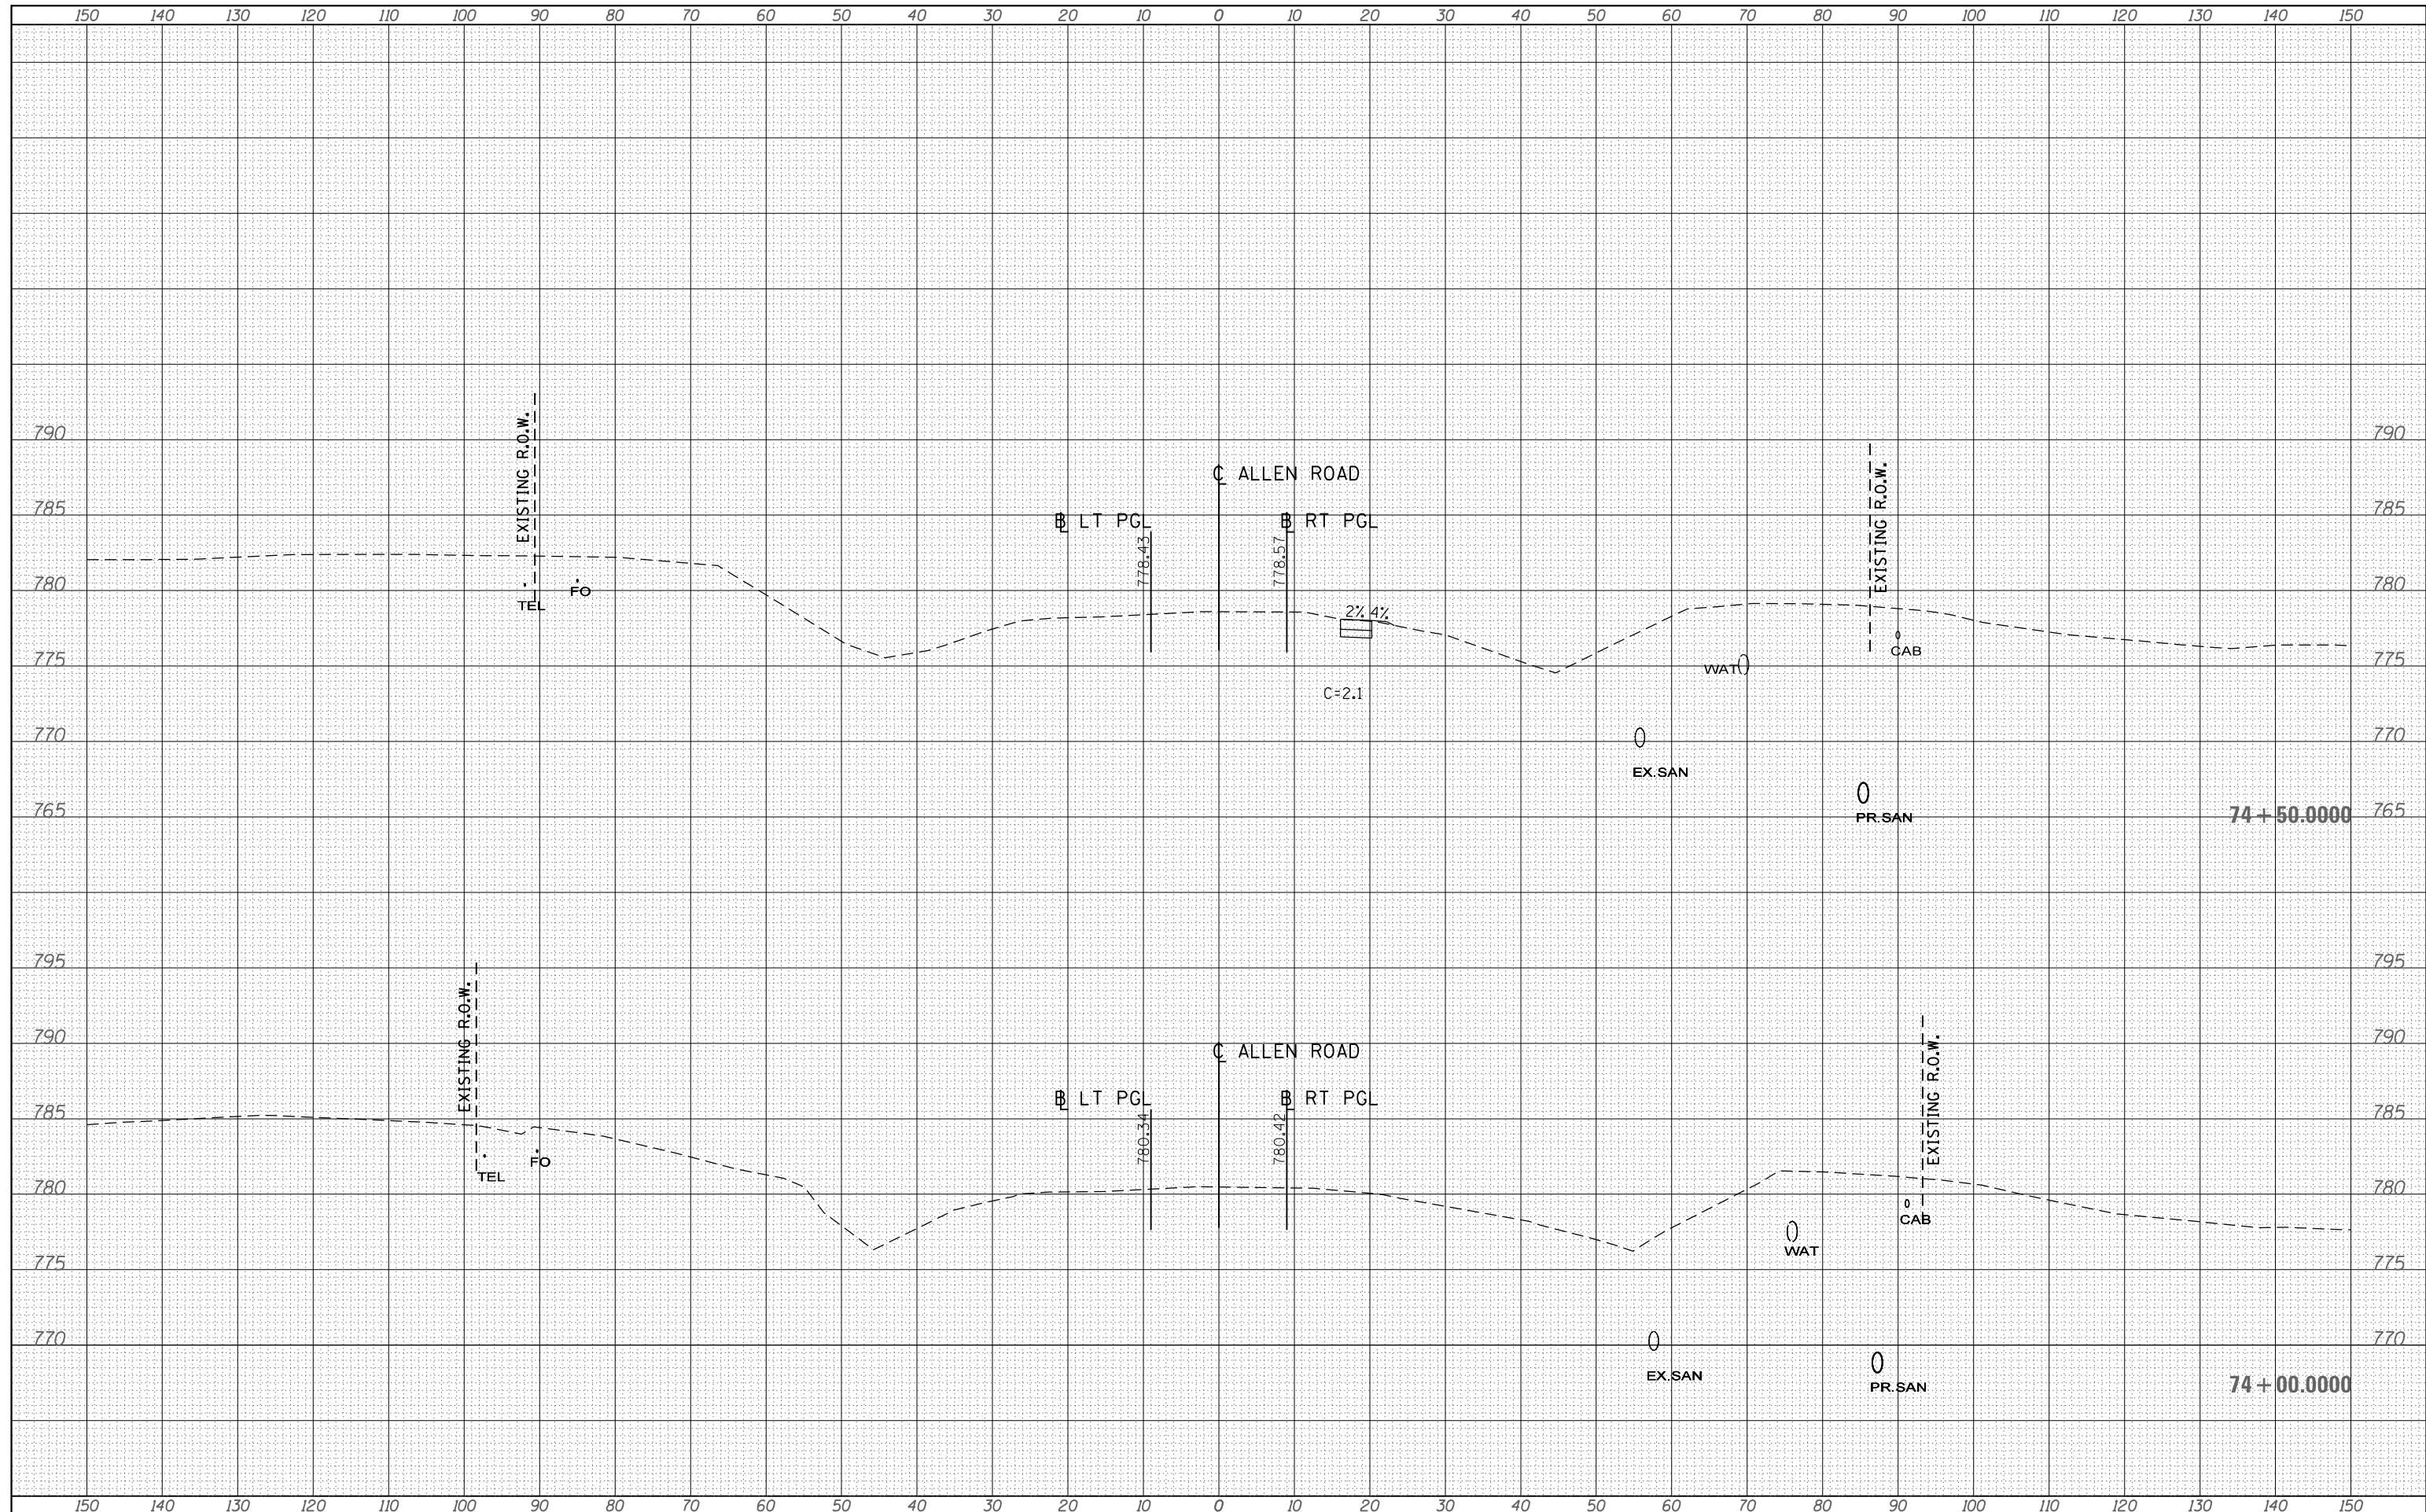 150 140 130 120 110 100 90 80 70 60 50 40 30 20 10 0 10 20 30 40 50 60 70 80 90 100 110 120 130 140 150
790 790
EXISTING R.O.W.
EXISTING R.O.W.
℄ ALLEN ROAD
785 785
B LT PGL
B RT PGL
778.43
778.57
780 780
TEL
FO
2% 4%
775 775
WAT
CAB
C=2.1
770 770
EX.SAN
PR.SAN
765 74+50.0000 765
795 795
EXISTING R.O.W.
790 790
℄ ALLEN ROAD
EXISTING R.O.W.
B LT PGL
B RT PGL
785 785
780.34
780.42
TEL
FO
780 780
CAB
WAT
775 775
770 770
EX.SAN
PR.SAN
74+00.0000
150 140 130 120 110 100 90 80 70 60 50 40 30 20 10 0 10 20 30 40 50 60 70 80 90 100 110 120 130 140 150